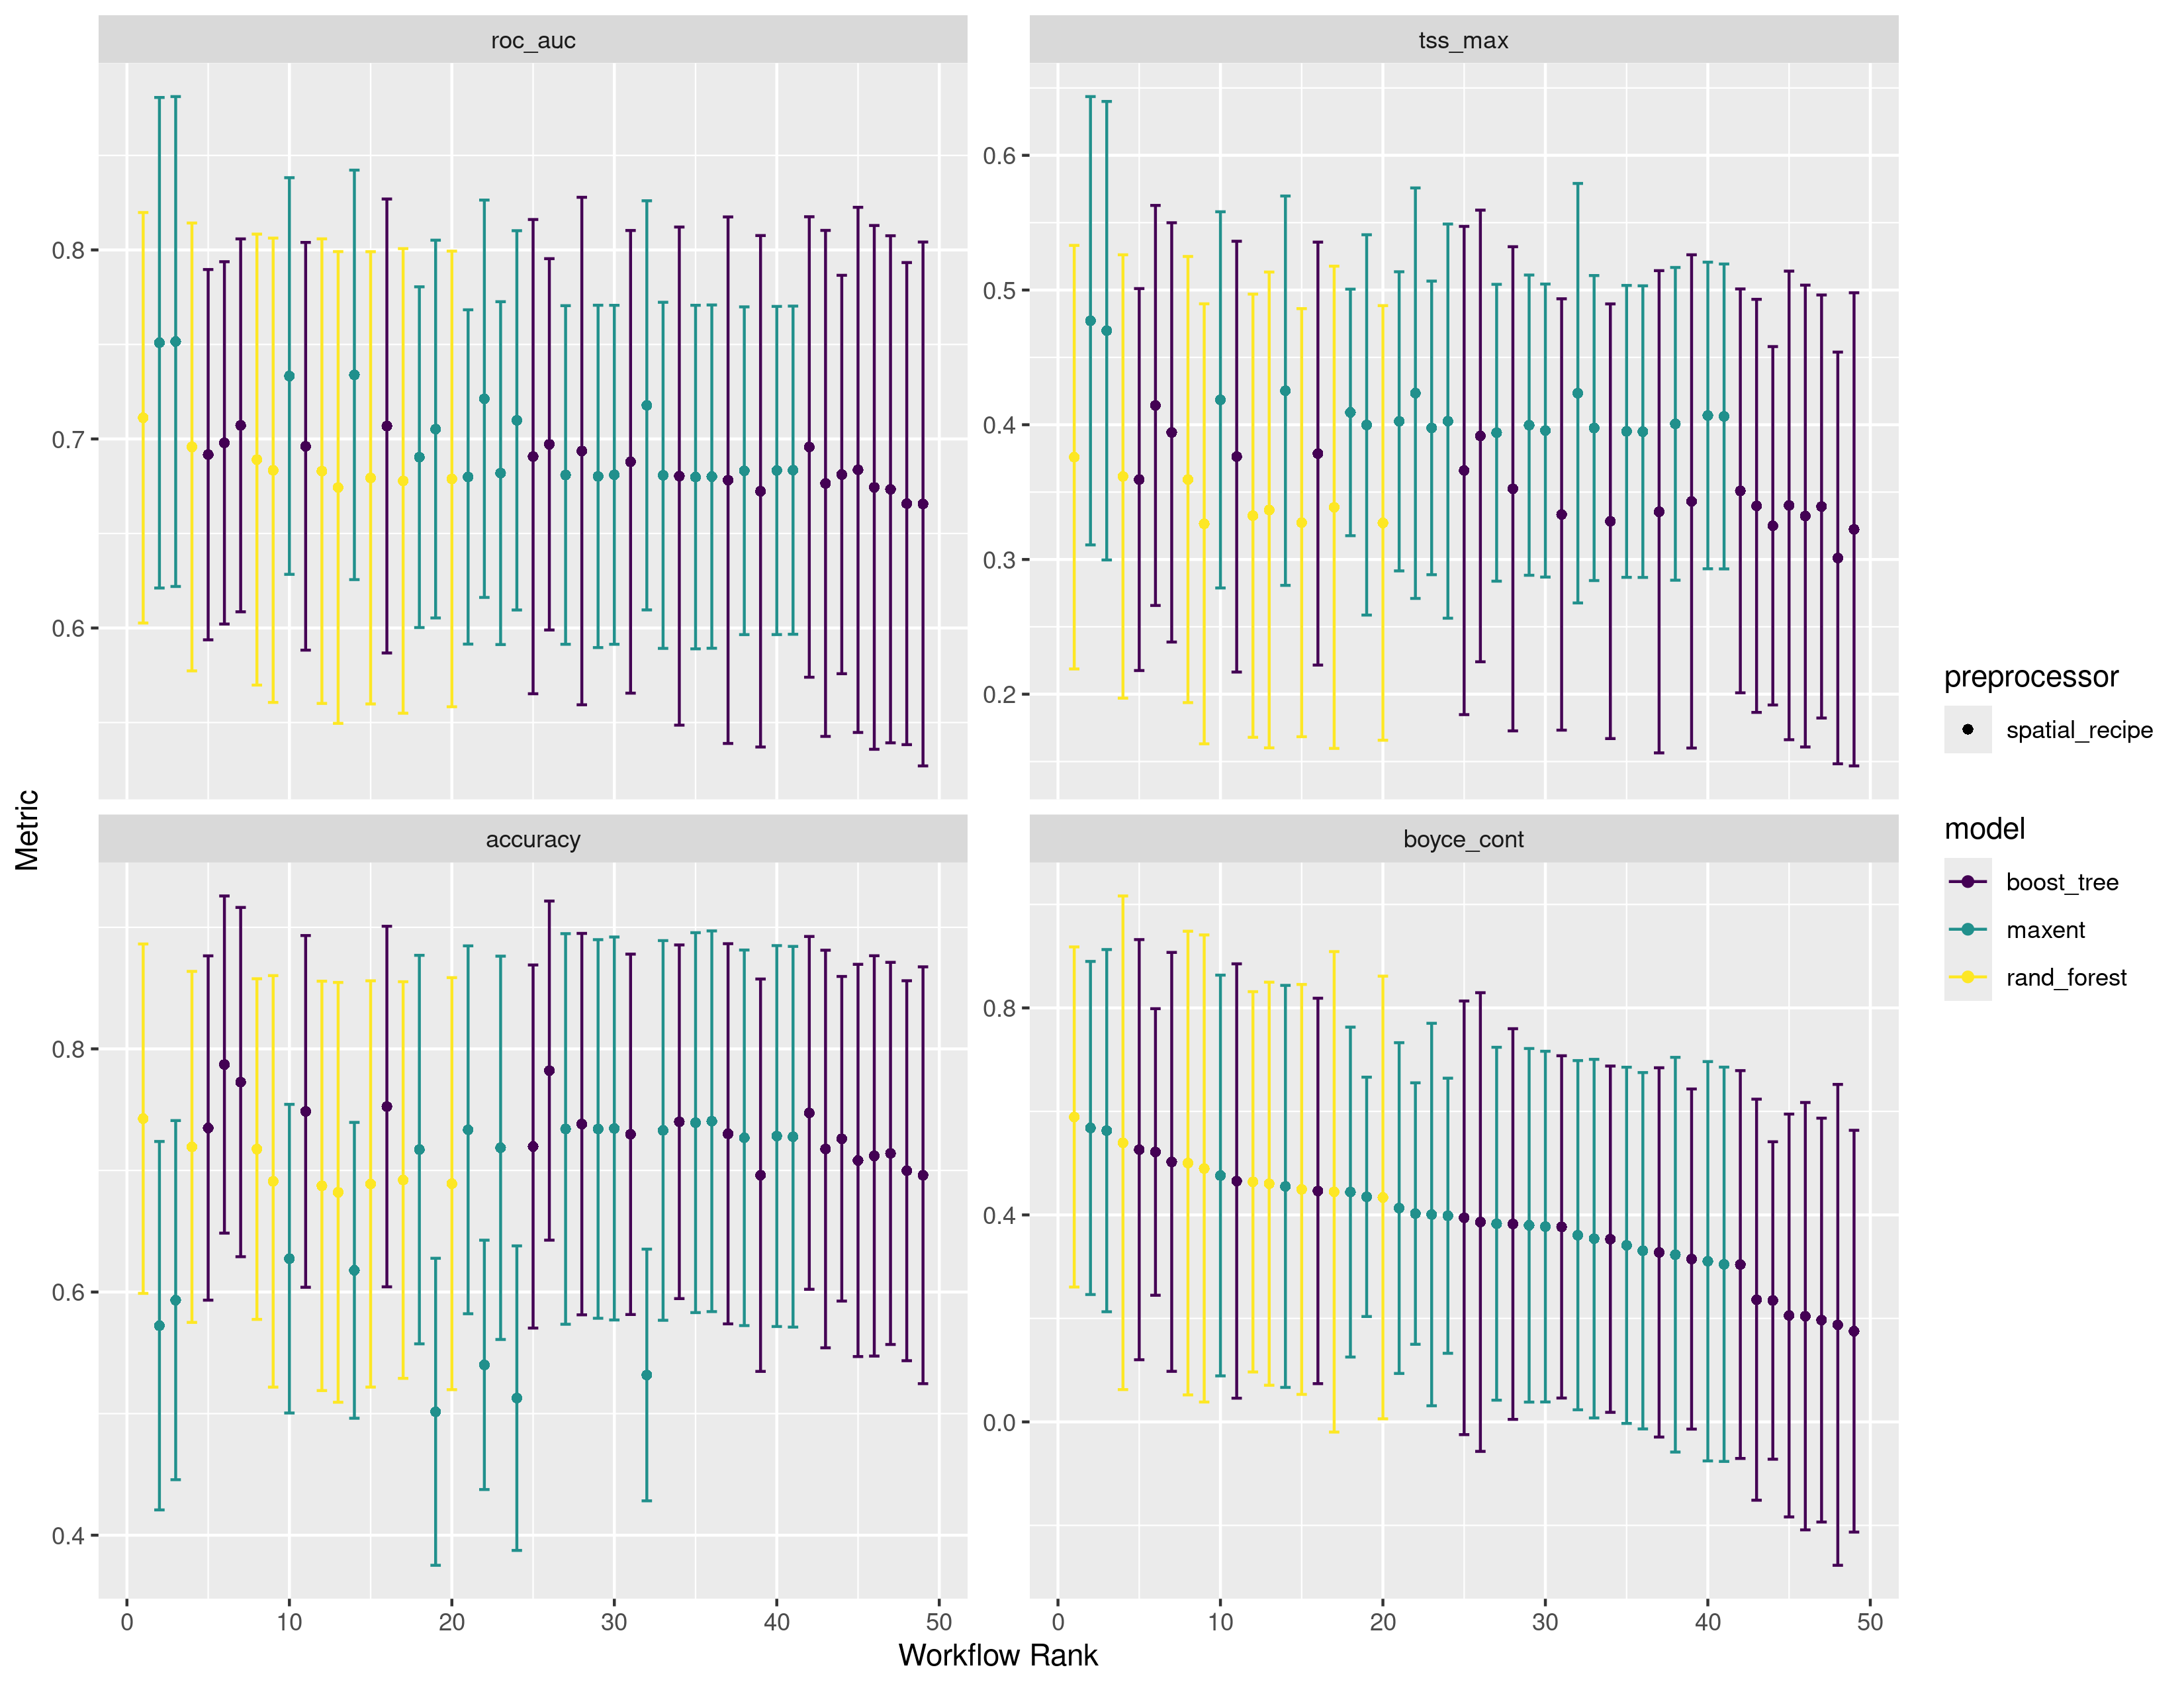 roc_auc
tss_max
0.8
0.7
0.6
0.6
0.5
0.4
0.3
0.2
Metric
accuracy
boyce_cont
0.8
0.6
0.4
0.8
0.4
0.0
0 10 20 30 40 50
0 10 20 30 40 50
Workflow Rank
preprocessor
spatial_recipe
model
boost_tree
maxent
rand_forest